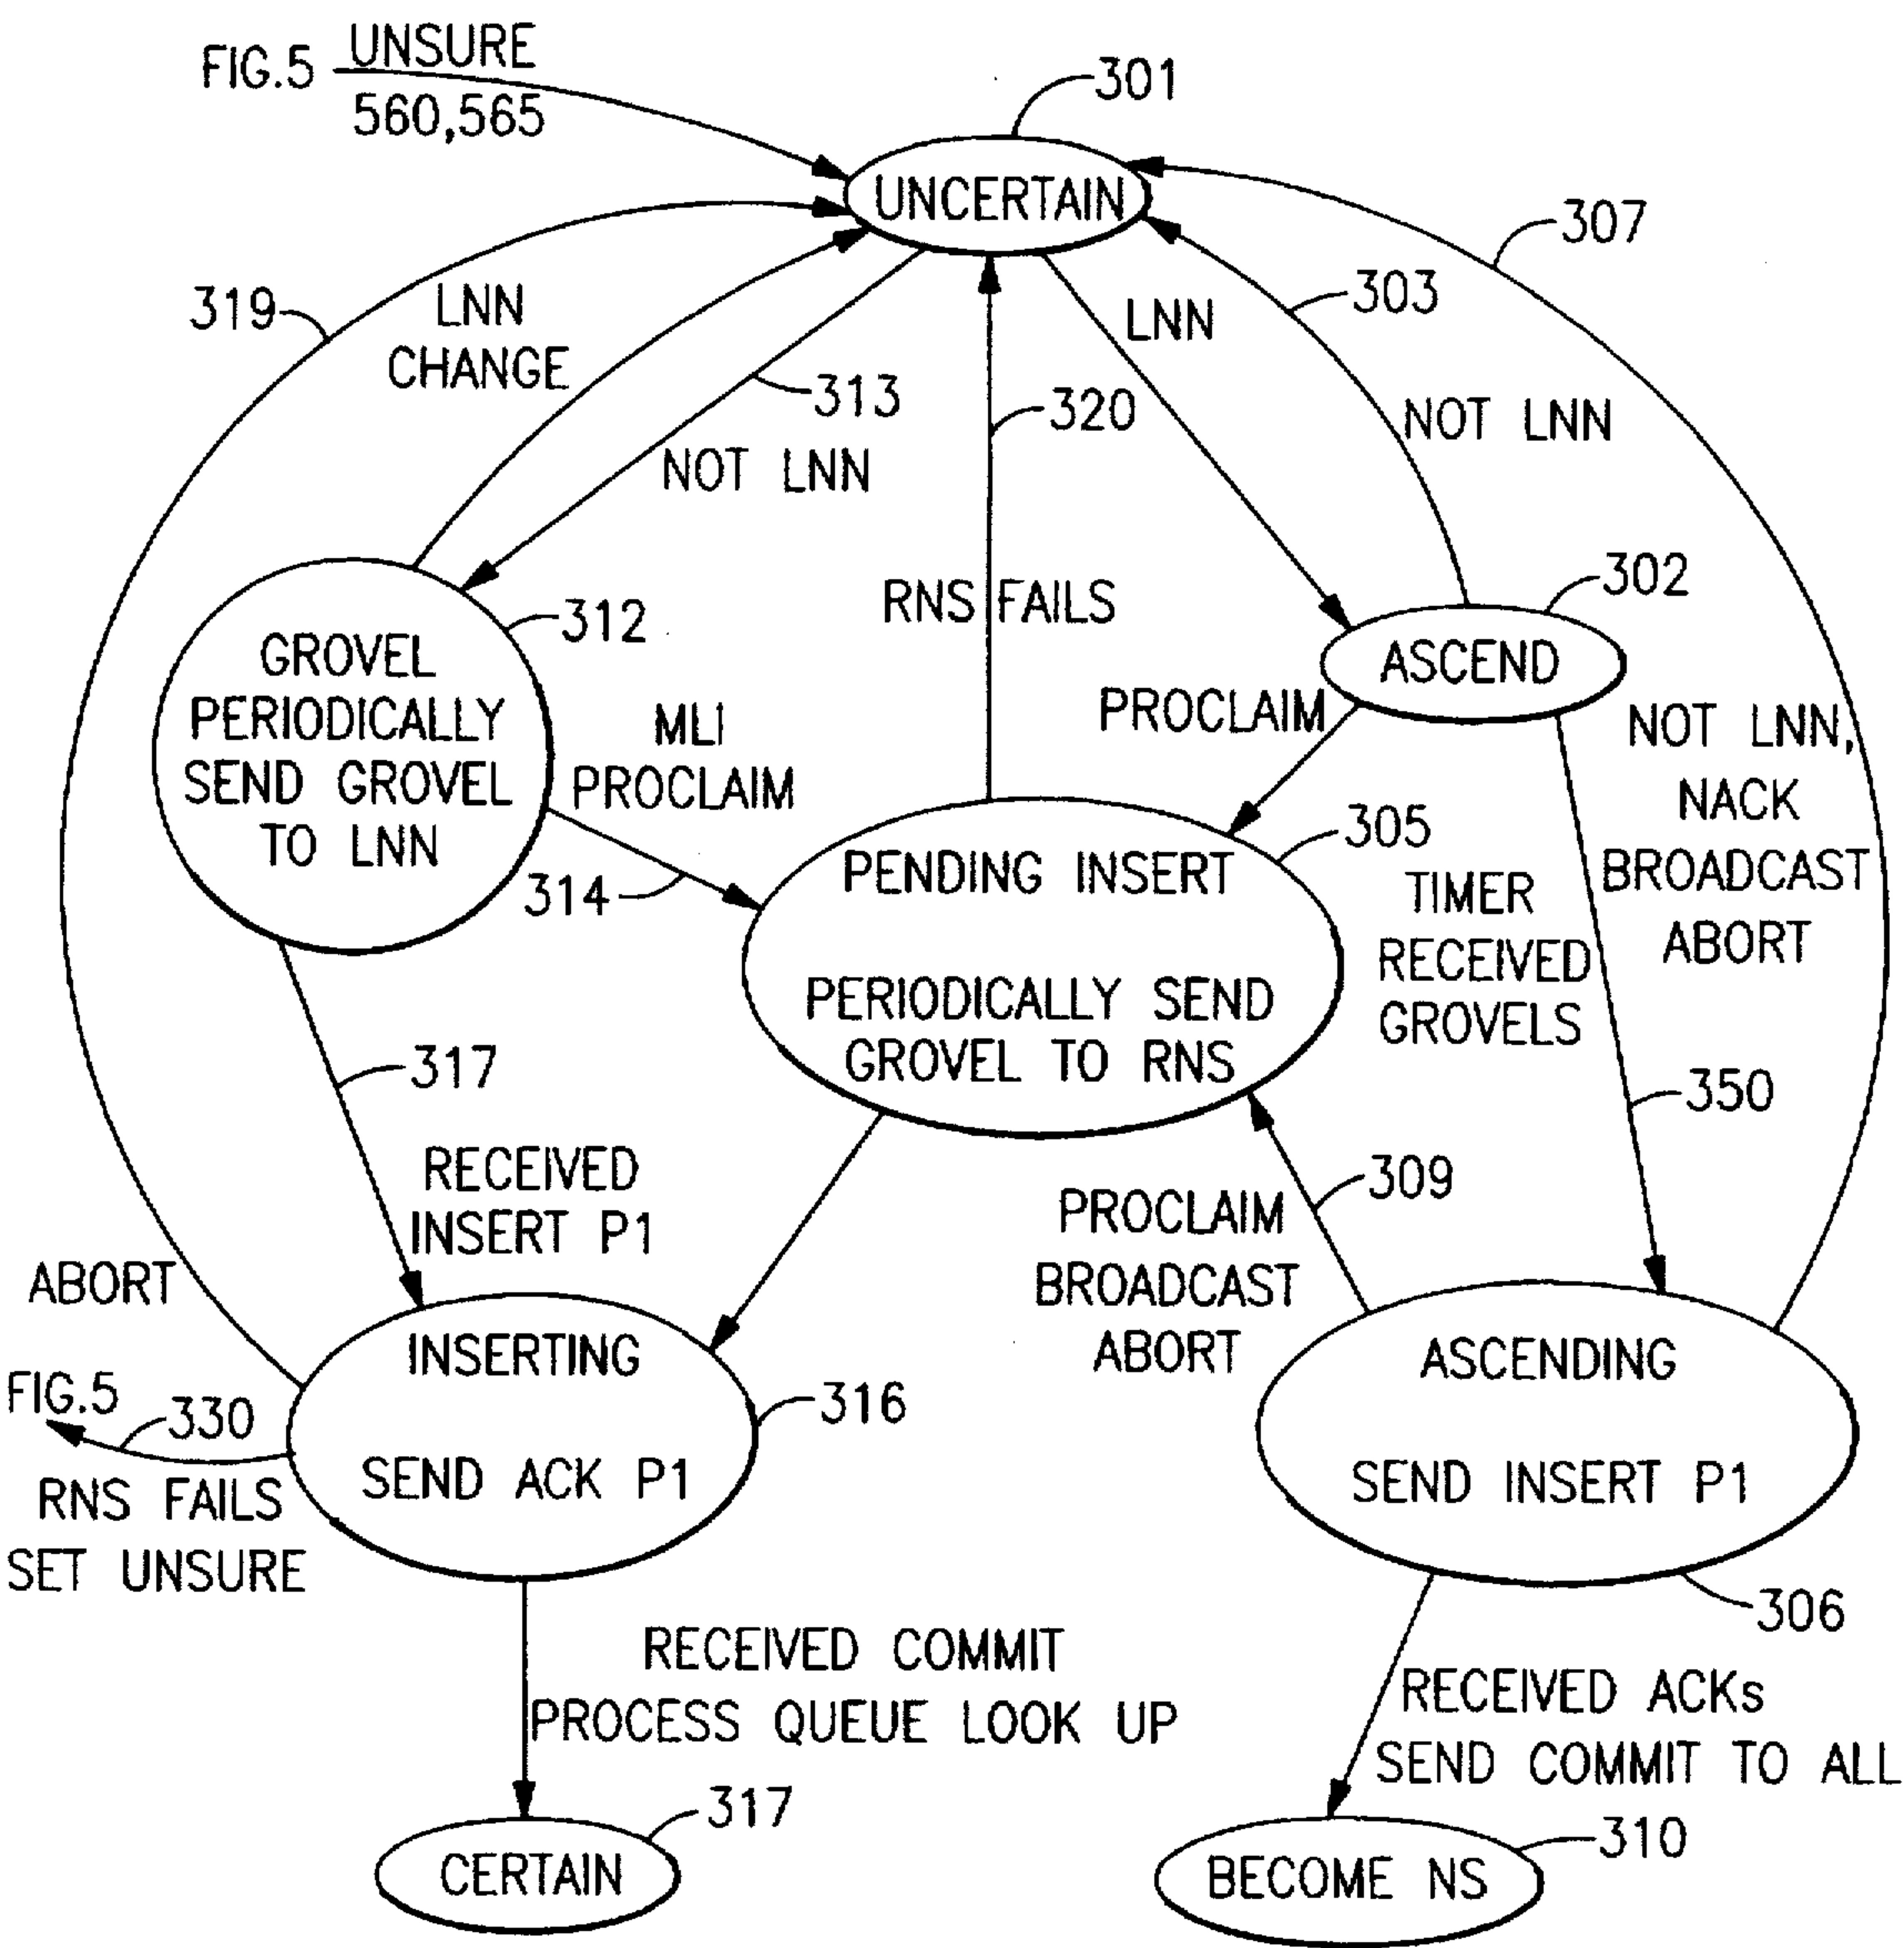 FIG.5
UNSURE
560,565
301
UNCERTAIN
307
319
LNN
CHANGE
313
NOT LNN
320
LNN
303
NOT LNN
RNS FAILS
302
ASCEND
312
GROVEL
PERIODICALLY
SEND GROVEL
TO LNN
MLI
PROCLAIM
314
PROCLAIM
NOT LNN,
NACK
BROADCAST
ABORT
305
PENDING INSERT
PERIODICALLY SEND
GROVEL TO RNS
TIMER
RECEIVED
GROVELS
350
317
RECEIVED
INSERT P1
309
PROCLAIM
BROADCAST
ABORT
ABORT
FIG.5
330
RNS FAILS
SET UNSURE
INSERTING
SEND ACK P1
316
ASCENDING
SEND INSERT P1
306
RECEIVED COMMIT
PROCESS QUEUE LOOK UP
RECEIVED ACKs
SEND COMMIT TO ALL
317
CERTAIN
310
BECOME NS